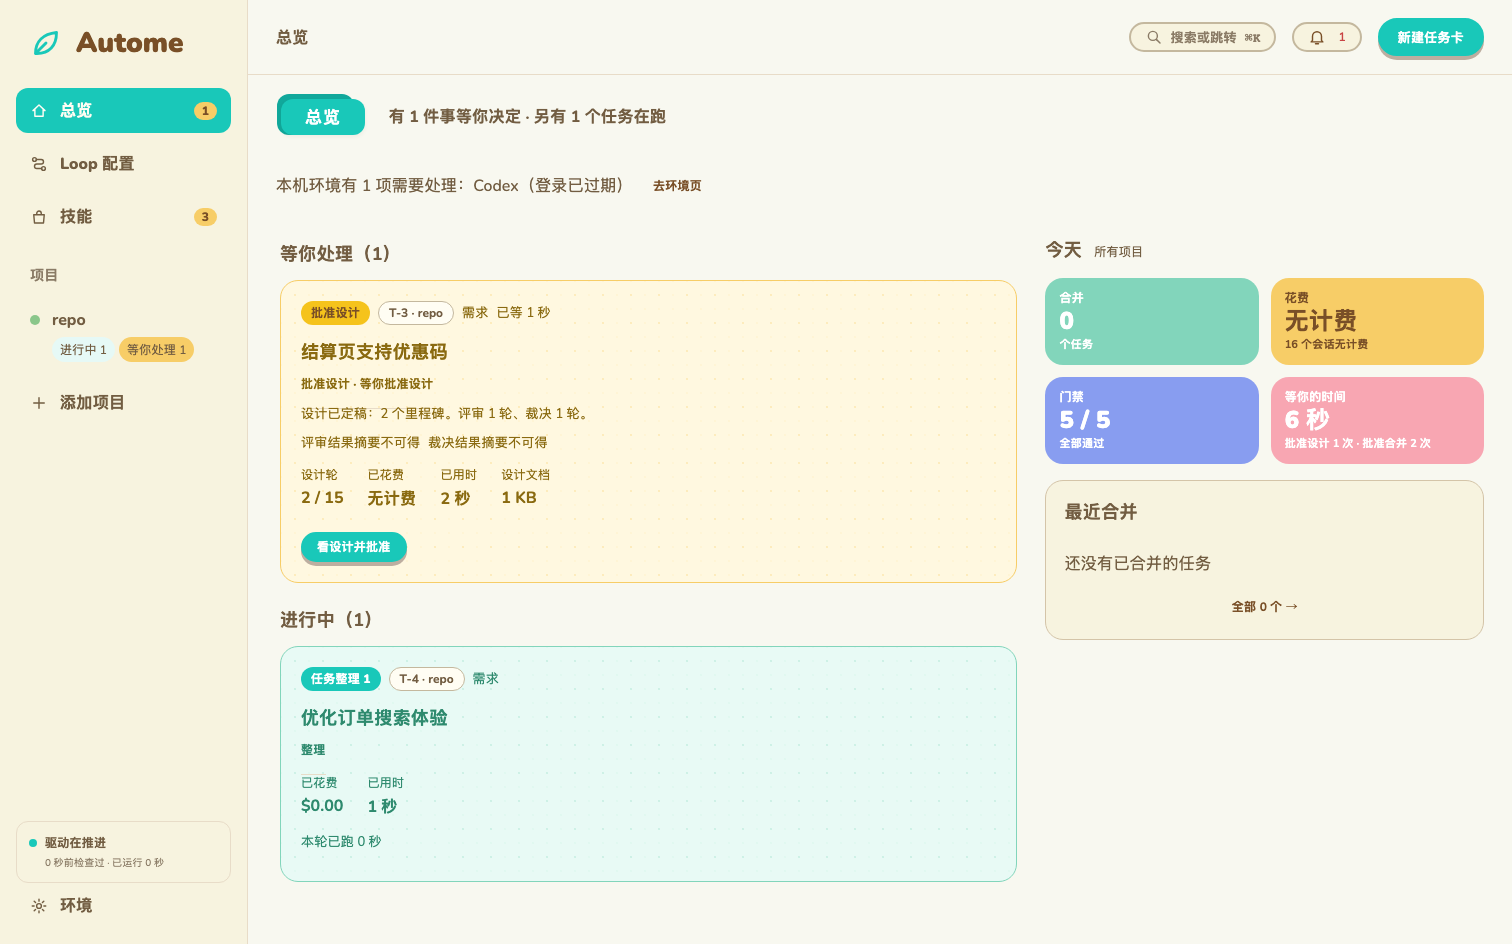 Autome
总览
1
Loop 配置
技能
3
项目
repo
进行中 1
等你处理 1
添加项目
驱动在推进
0 秒前检查过 · 已运行 0 秒
环境
总览
搜索或跳转 ⌘K
1
新建任务卡
总览
有 1 件事等你决定 · 另有 1 个任务在跑
本机环境有 1 项需要处理：Codex（登录已过期）
去环境页
等你处理（1）
批准设计
T-3 · repo
需求
已等 1 秒
结算页支持优惠码
批准设计 · 等你批准设计
设计已定稿：2 个里程碑。评审 1 轮、裁决 1 轮。
评审结果摘要不可得 裁决结果摘要不可得
设计轮
已花费
已用时
设计文档
2 / 15
无计费
2 秒
1 KB
看设计并批准
进行中（1）
任务整理 1
T-4 · repo
需求
优化订单搜索体验
整理
已花费
已用时
$0.00
1 秒
本轮已跑 0 秒
今天
所有项目
合并
0
个任务
花费
无计费
16 个会话无计费
门禁
5 / 5
全部通过
等你的时间
6 秒
批准设计 1 次 · 批准合并 2 次
最近合并
还没有已合并的任务
全部 0 个 →